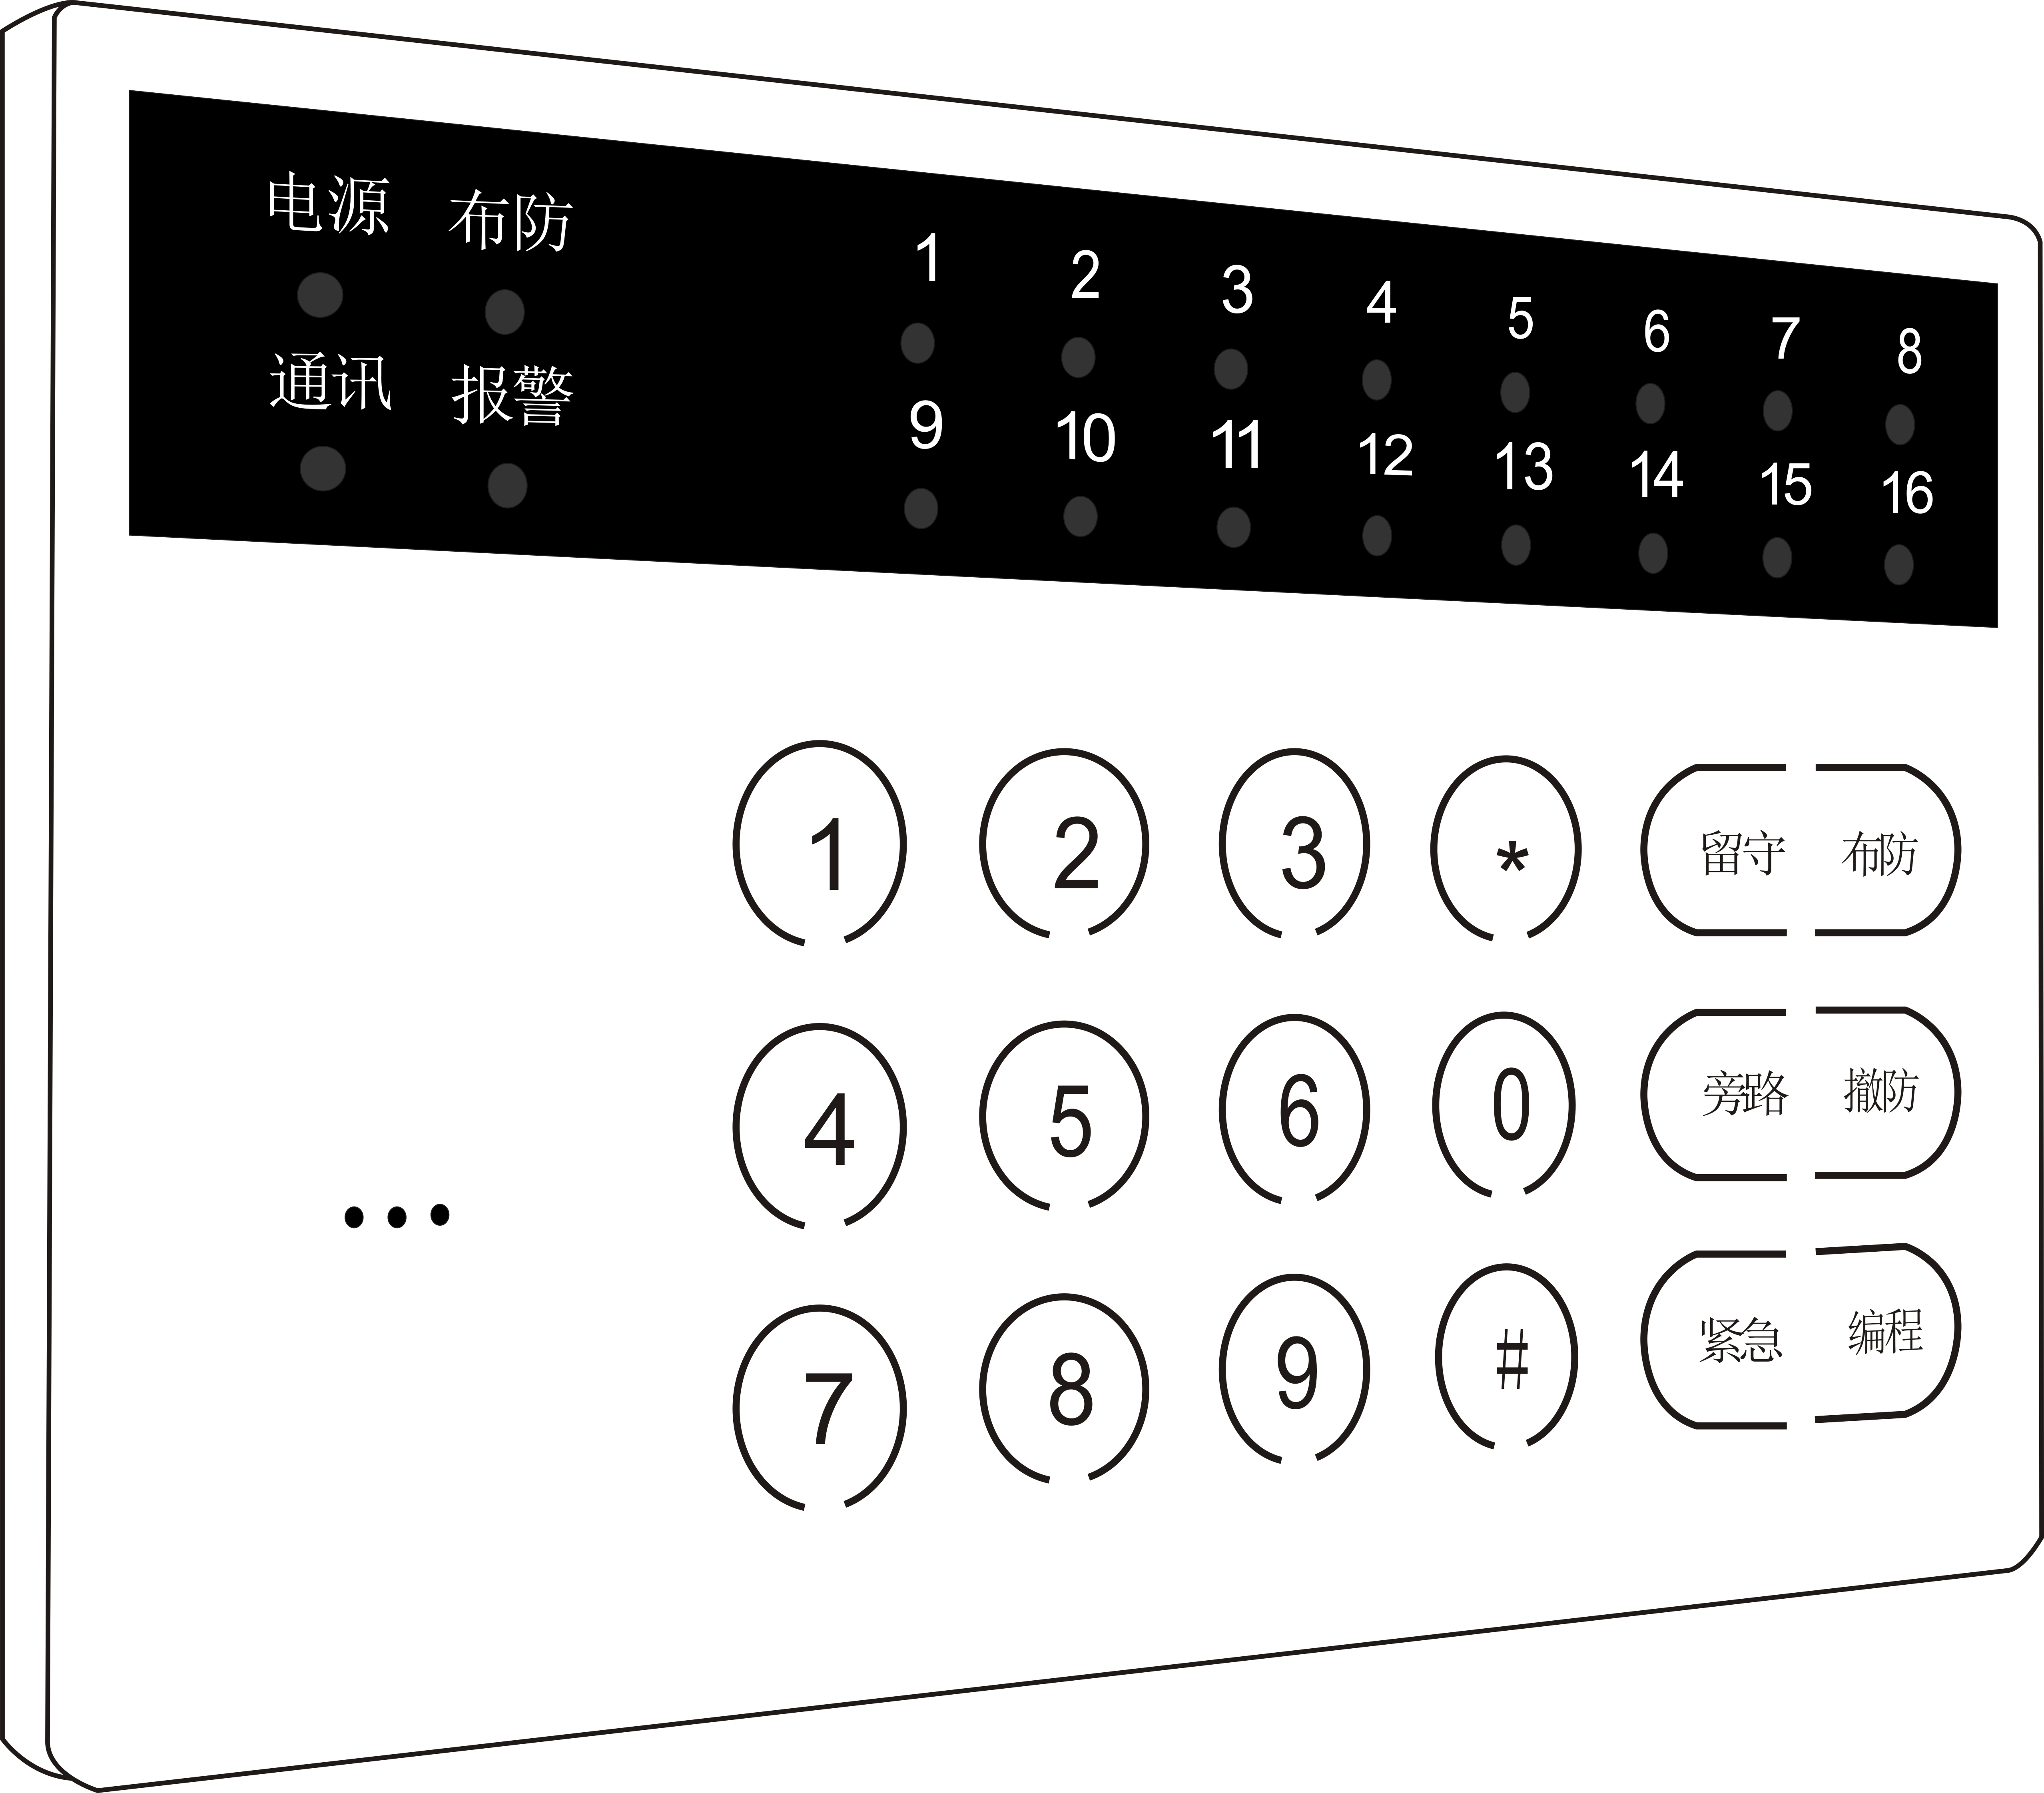 电源 布防 1 2 3 4 5 6 7 8
通讯 报警 9 10 11 12 13 14 15 16
1 2 3 * 留守 布防
4 5 6 0 旁路 撤防
7 8 9 # 紧急 编程